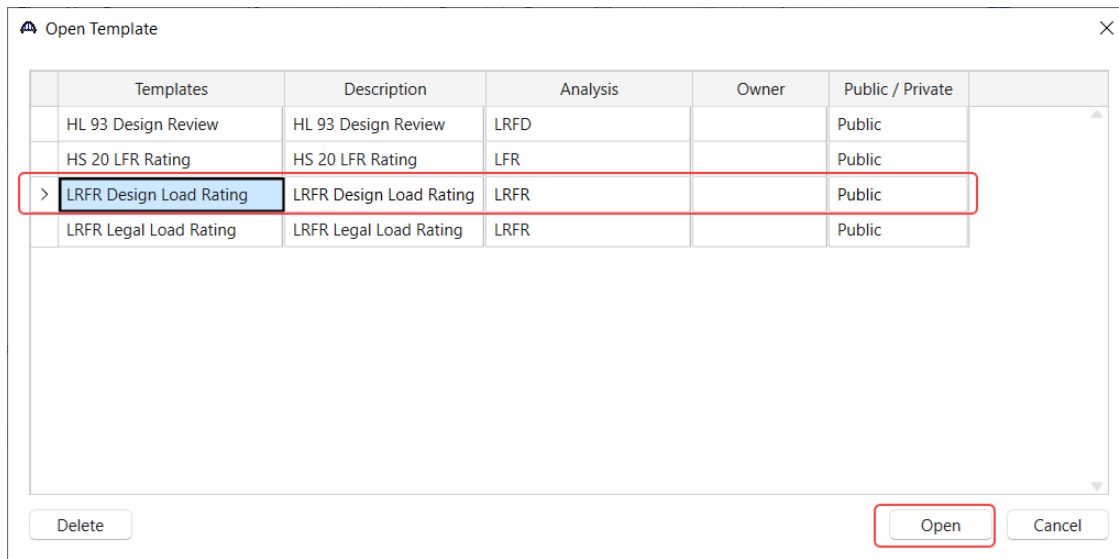 Open Template
Templates Description Analysis Owner Public / Private
HL 93 Design Review HL 93 Design Review LRFD Public
HS 20 LFR Rating HS 20 LFR Rating LFR Public
> LRFR Design Load Rating LRFR Design Load Rating LRFR Public
LRFR Legal Load Rating LRFR Legal Load Rating LRFR Public
Delete Open Cancel